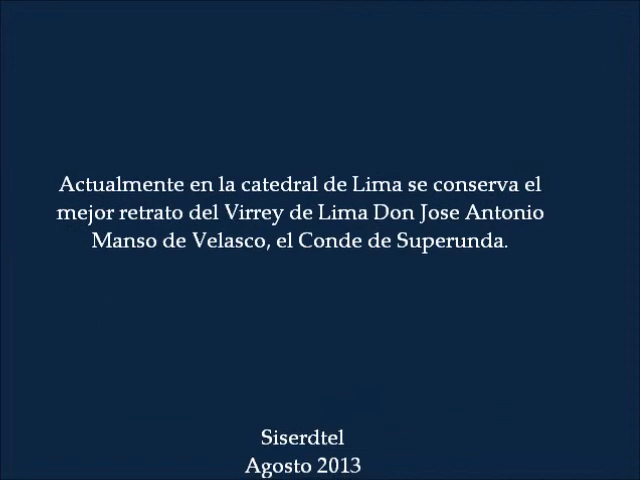 Actualmente en la catedral de Lima se conserva el
mejor retrato del Virrey de Lima Don Jose Antonio
Manso de Velasco, el Conde de Superunda.
Siserdtel
Agosto 2013